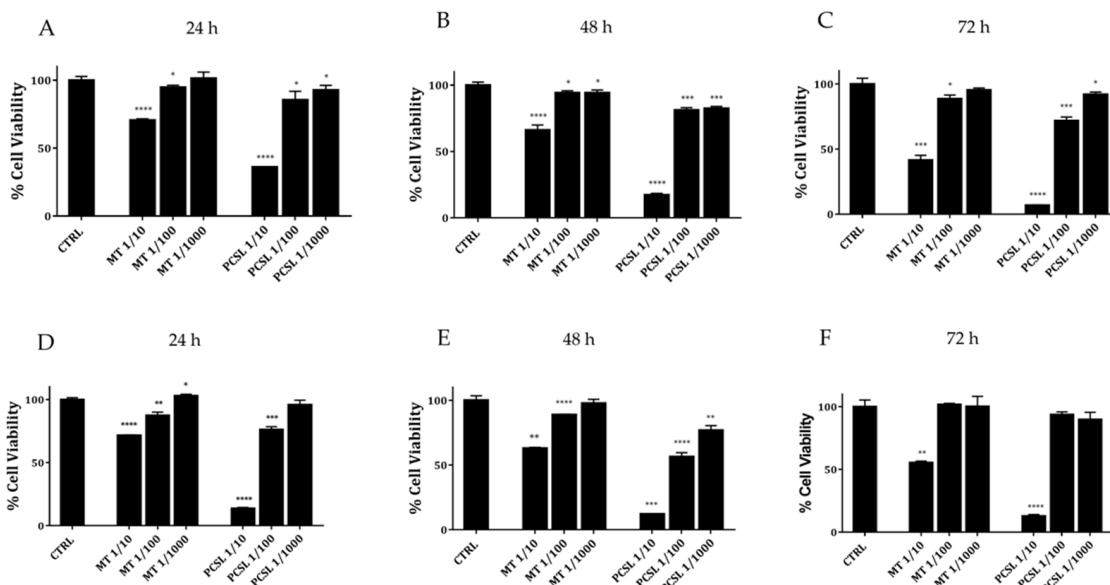 A
24 h
% Cell Viability
100
50
0
****
*
****
*
*
CTRL
MT 1/10
MT 1/100
MT 1/1000
PCSL 1/10
PCSL 1/100
PCSL 1/1000
B
48 h
% Cell Viability
100
50
0
****
*
*
****
***
***
CTRL
MT 1/10
MT 1/100
MT 1/1000
PCSL 1/10
PCSL 1/100
PCSL 1/1000
C
72 h
% Cell Viability
100
50
0
***
*
****
***
*
CTRL
MT 1/10
MT 1/100
MT 1/1000
PCSL 1/10
PCSL 1/100
PCSL 1/1000
D
24 h
% Cell Viability
100
50
0
****
**
*
****
***
CTRL
MT 1/10
MT 1/100
MT 1/1000
PCSL 1/10
PCSL 1/100
PCSL 1/1000
E
48 h
% Cell Viability
100
50
0
**
****
***
****
**
CTRL
MT 1/10
MT 1/100
MT 1/1000
PCSL 1/10
PCSL 1/100
PCSL 1/1000
F
72 h
% Cell Viability
100
50
0
**
****
CTRL
MT 1/10
MT 1/100
MT 1/1000
PCSL 1/10
PCSL 1/100
PCSL 1/1000